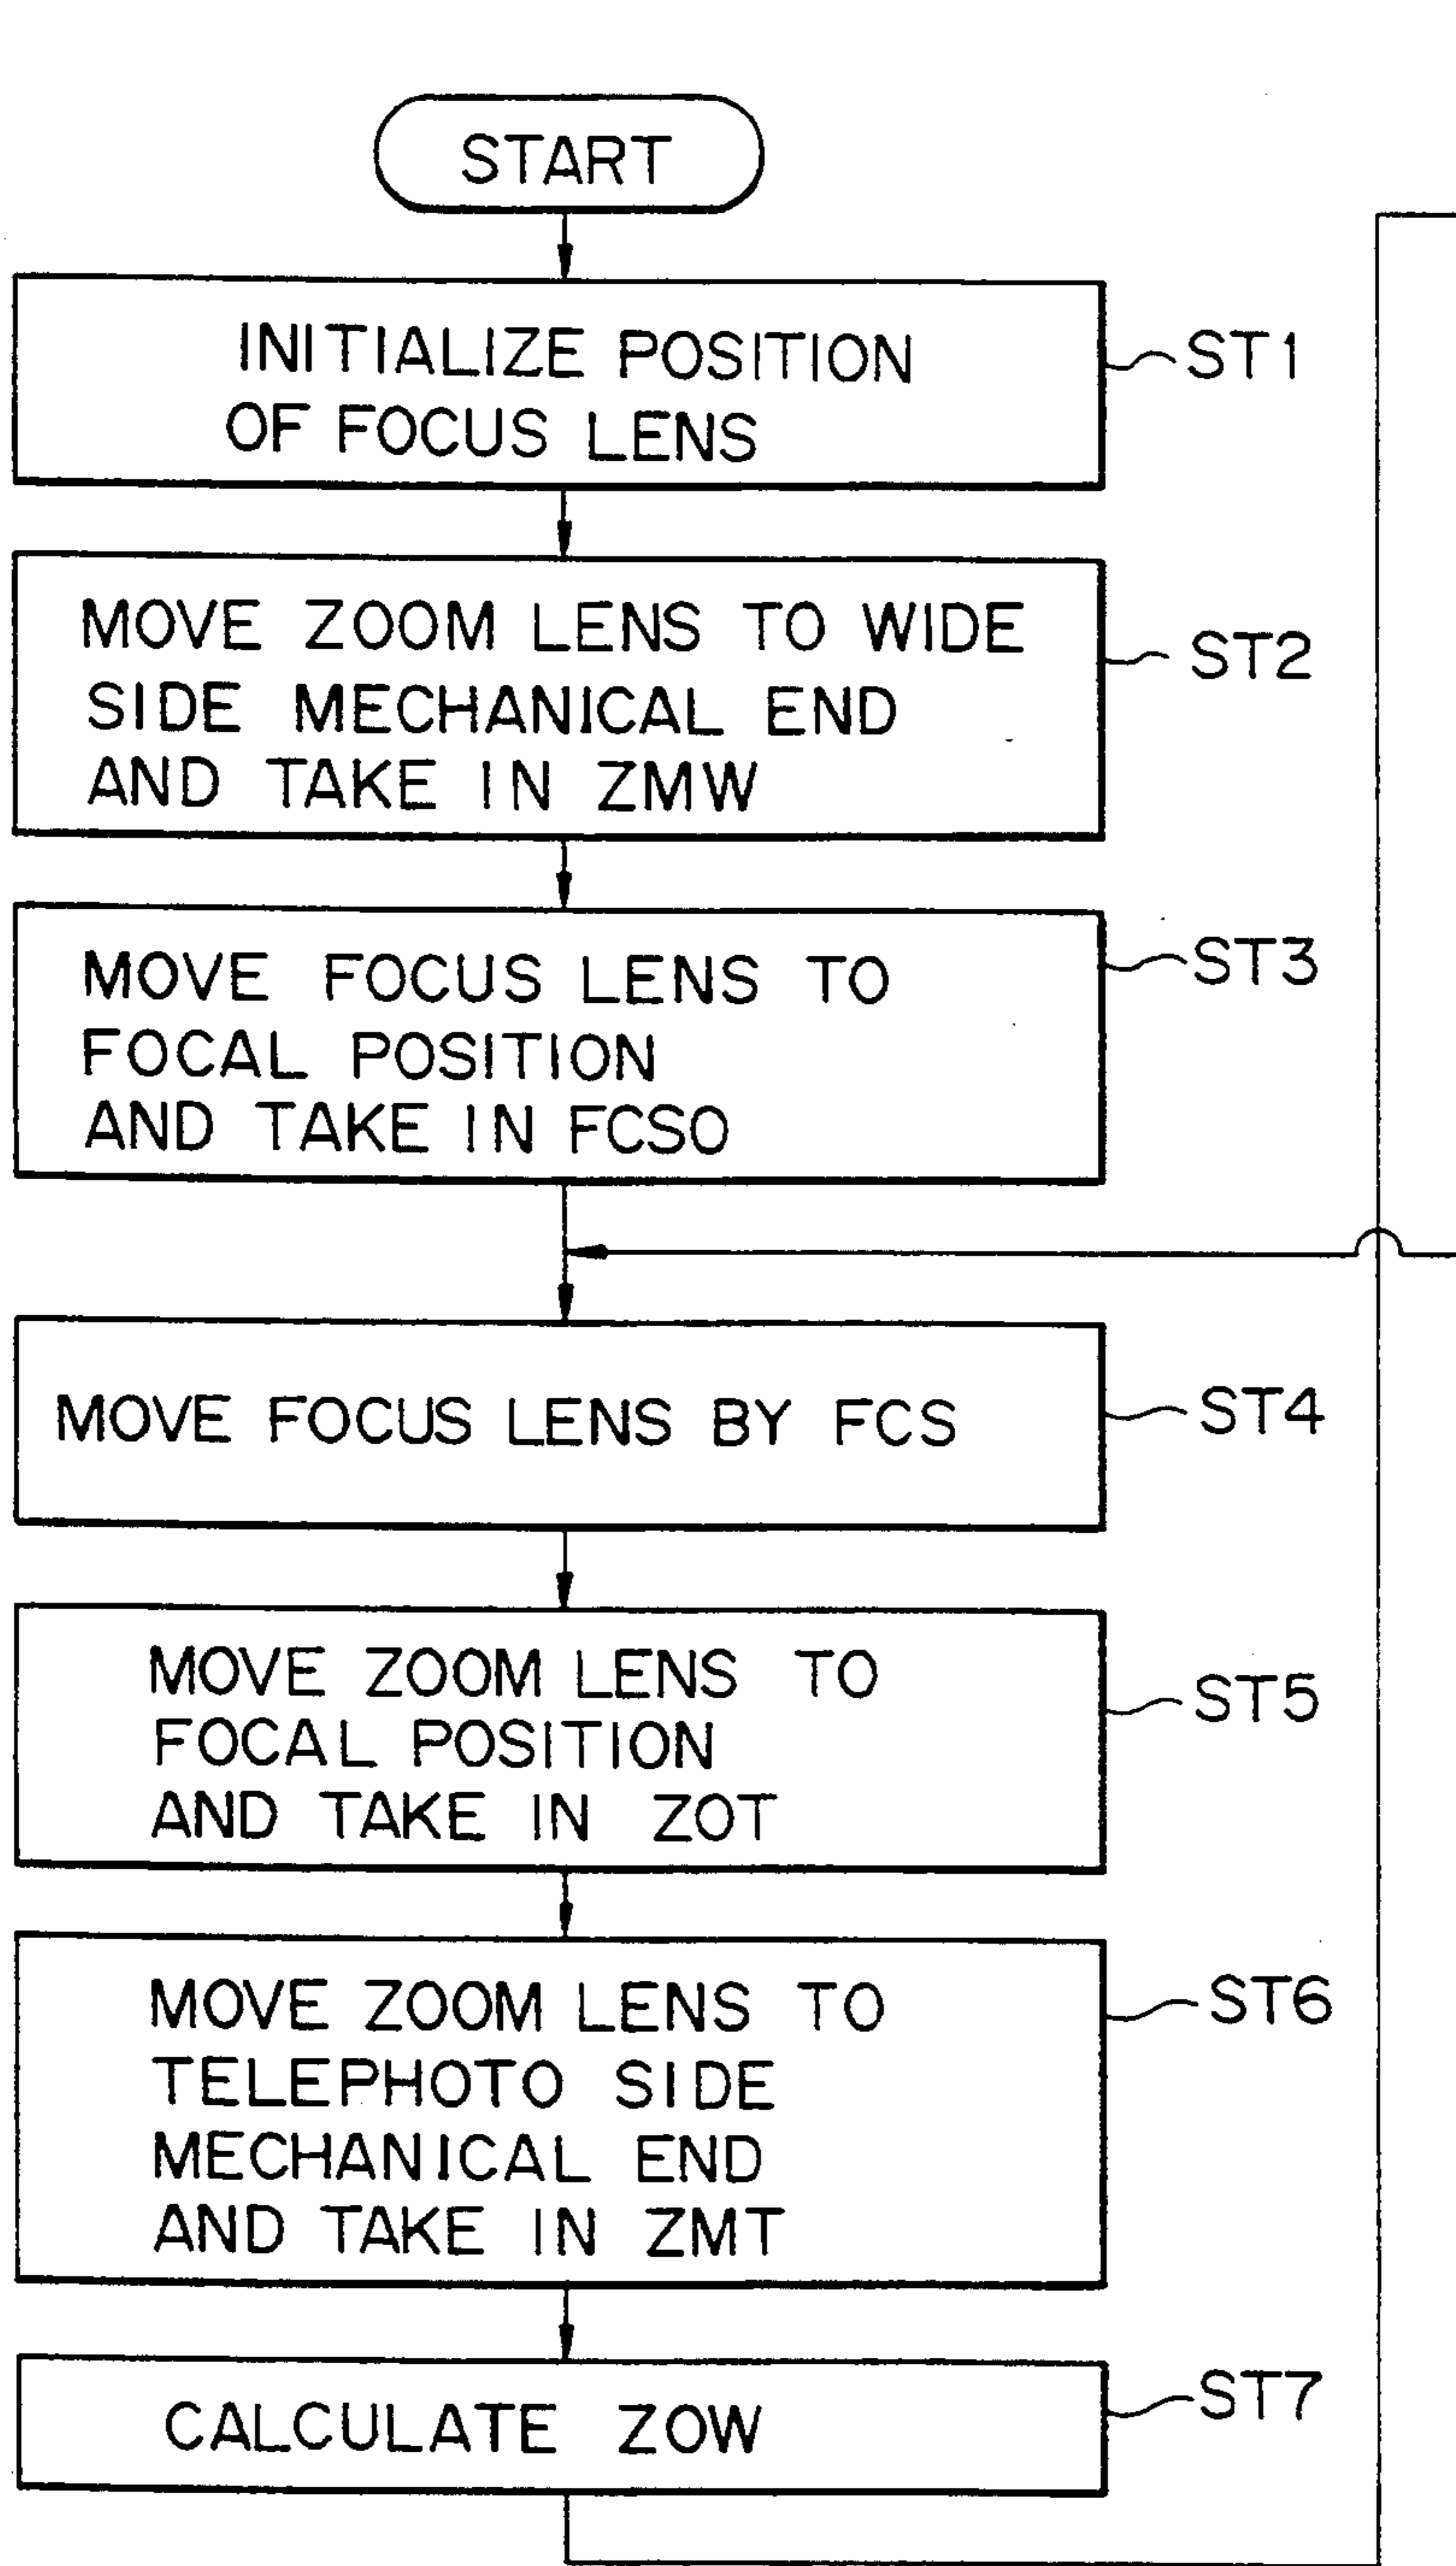 START
INITIALIZE POSITION
OF FOCUS LENS
ST1
MOVE ZOOM LENS TO WIDE
SIDE MECHANICAL END
AND TAKE IN ZMW
ST2
MOVE FOCUS LENS TO
FOCAL POSITION
AND TAKE IN FCSO
ST3
MOVE FOCUS LENS BY FCS
ST4
MOVE ZOOM LENS TO
FOCAL POSITION
AND TAKE IN ZOT
ST5
MOVE ZOOM LENS TO
TELEPHOTO SIDE
MECHANICAL END
AND TAKE IN ZMT
ST6
CALCULATE ZOW
ST7